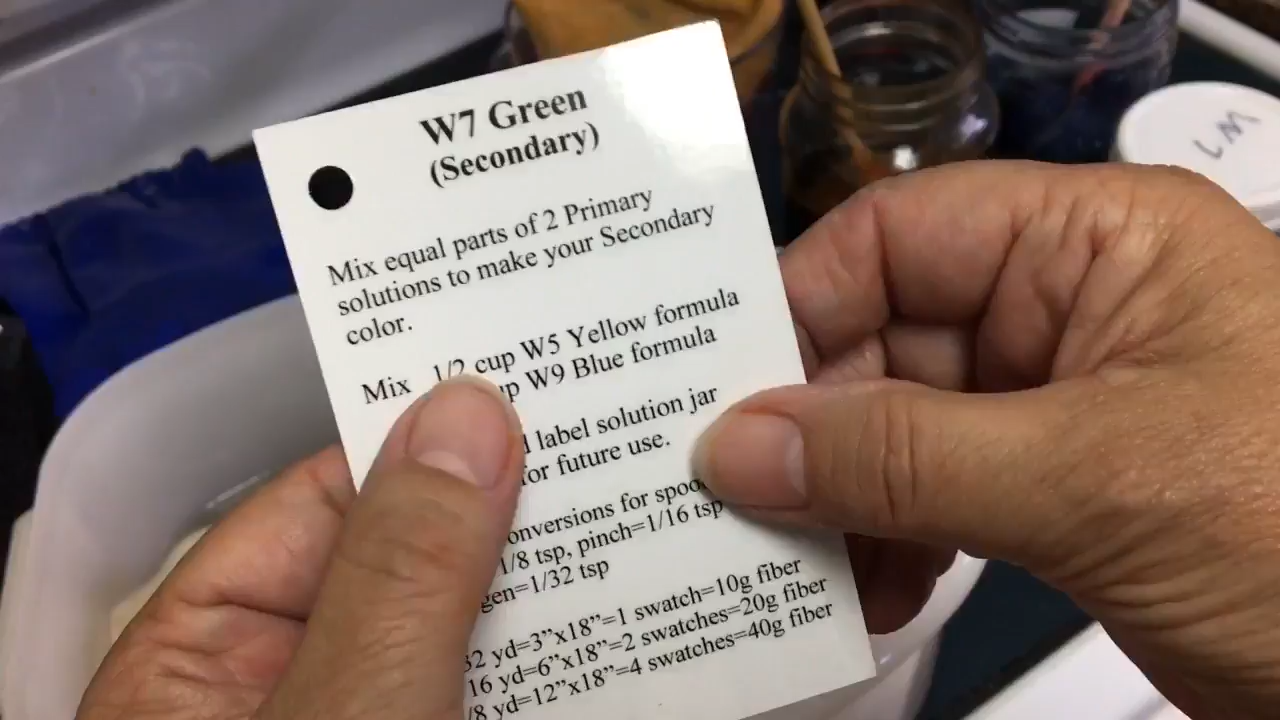 W7 Green
(Secondary)
Mix equal parts of 2 Primary
solutions to make your Secondary
color.
Mix 1/2 cup W5 Yellow formula
up W9 Blue formula
label solution jar
for future use.
onversions for spoo
1/8 tsp, pinch=1/16 tsp
gen=1/32 tsp
32 yd=3”x18”=1 swatch=10g fiber
16 yd=6”x18”=2 swatches=20g fiber
/8 yd=12”x18”=4 swatches=40g fiber
W1